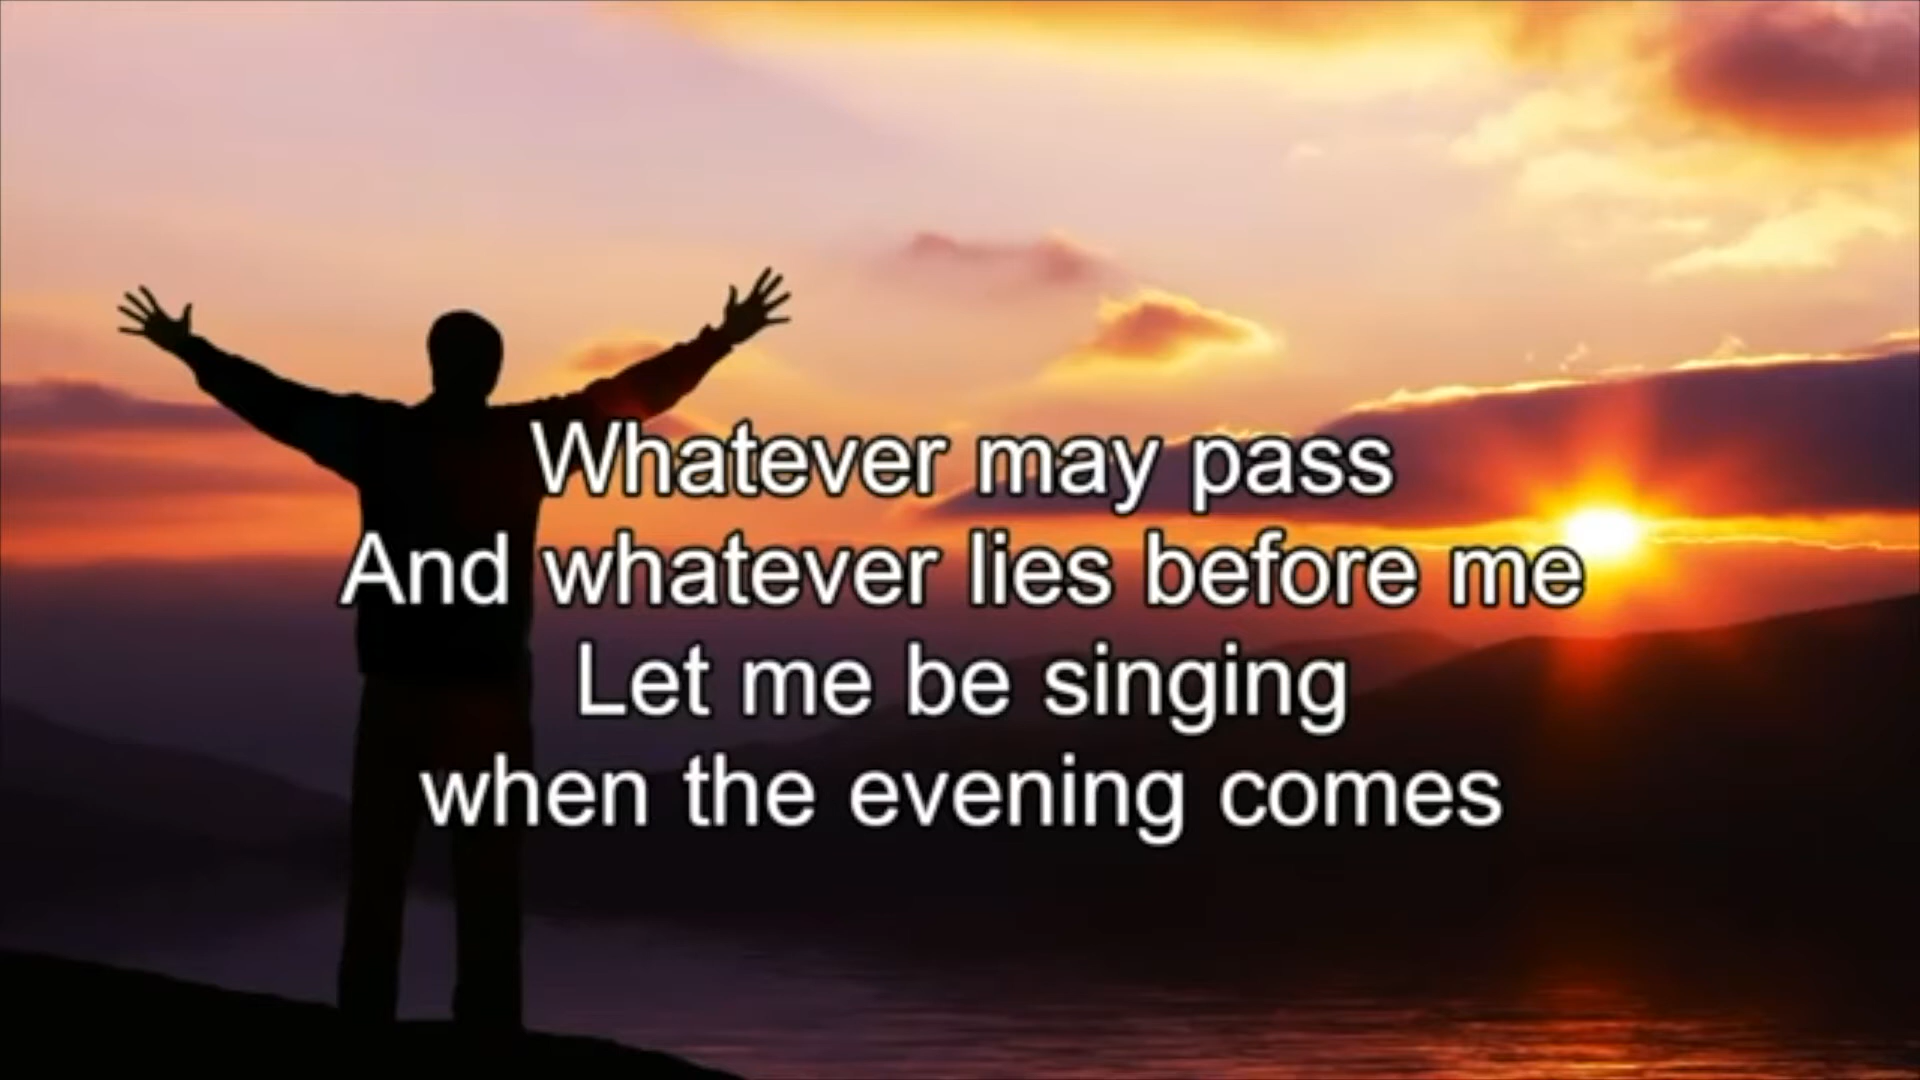 Whatever may pass
And whatever lies before me
Let me be singing
when the evening comes